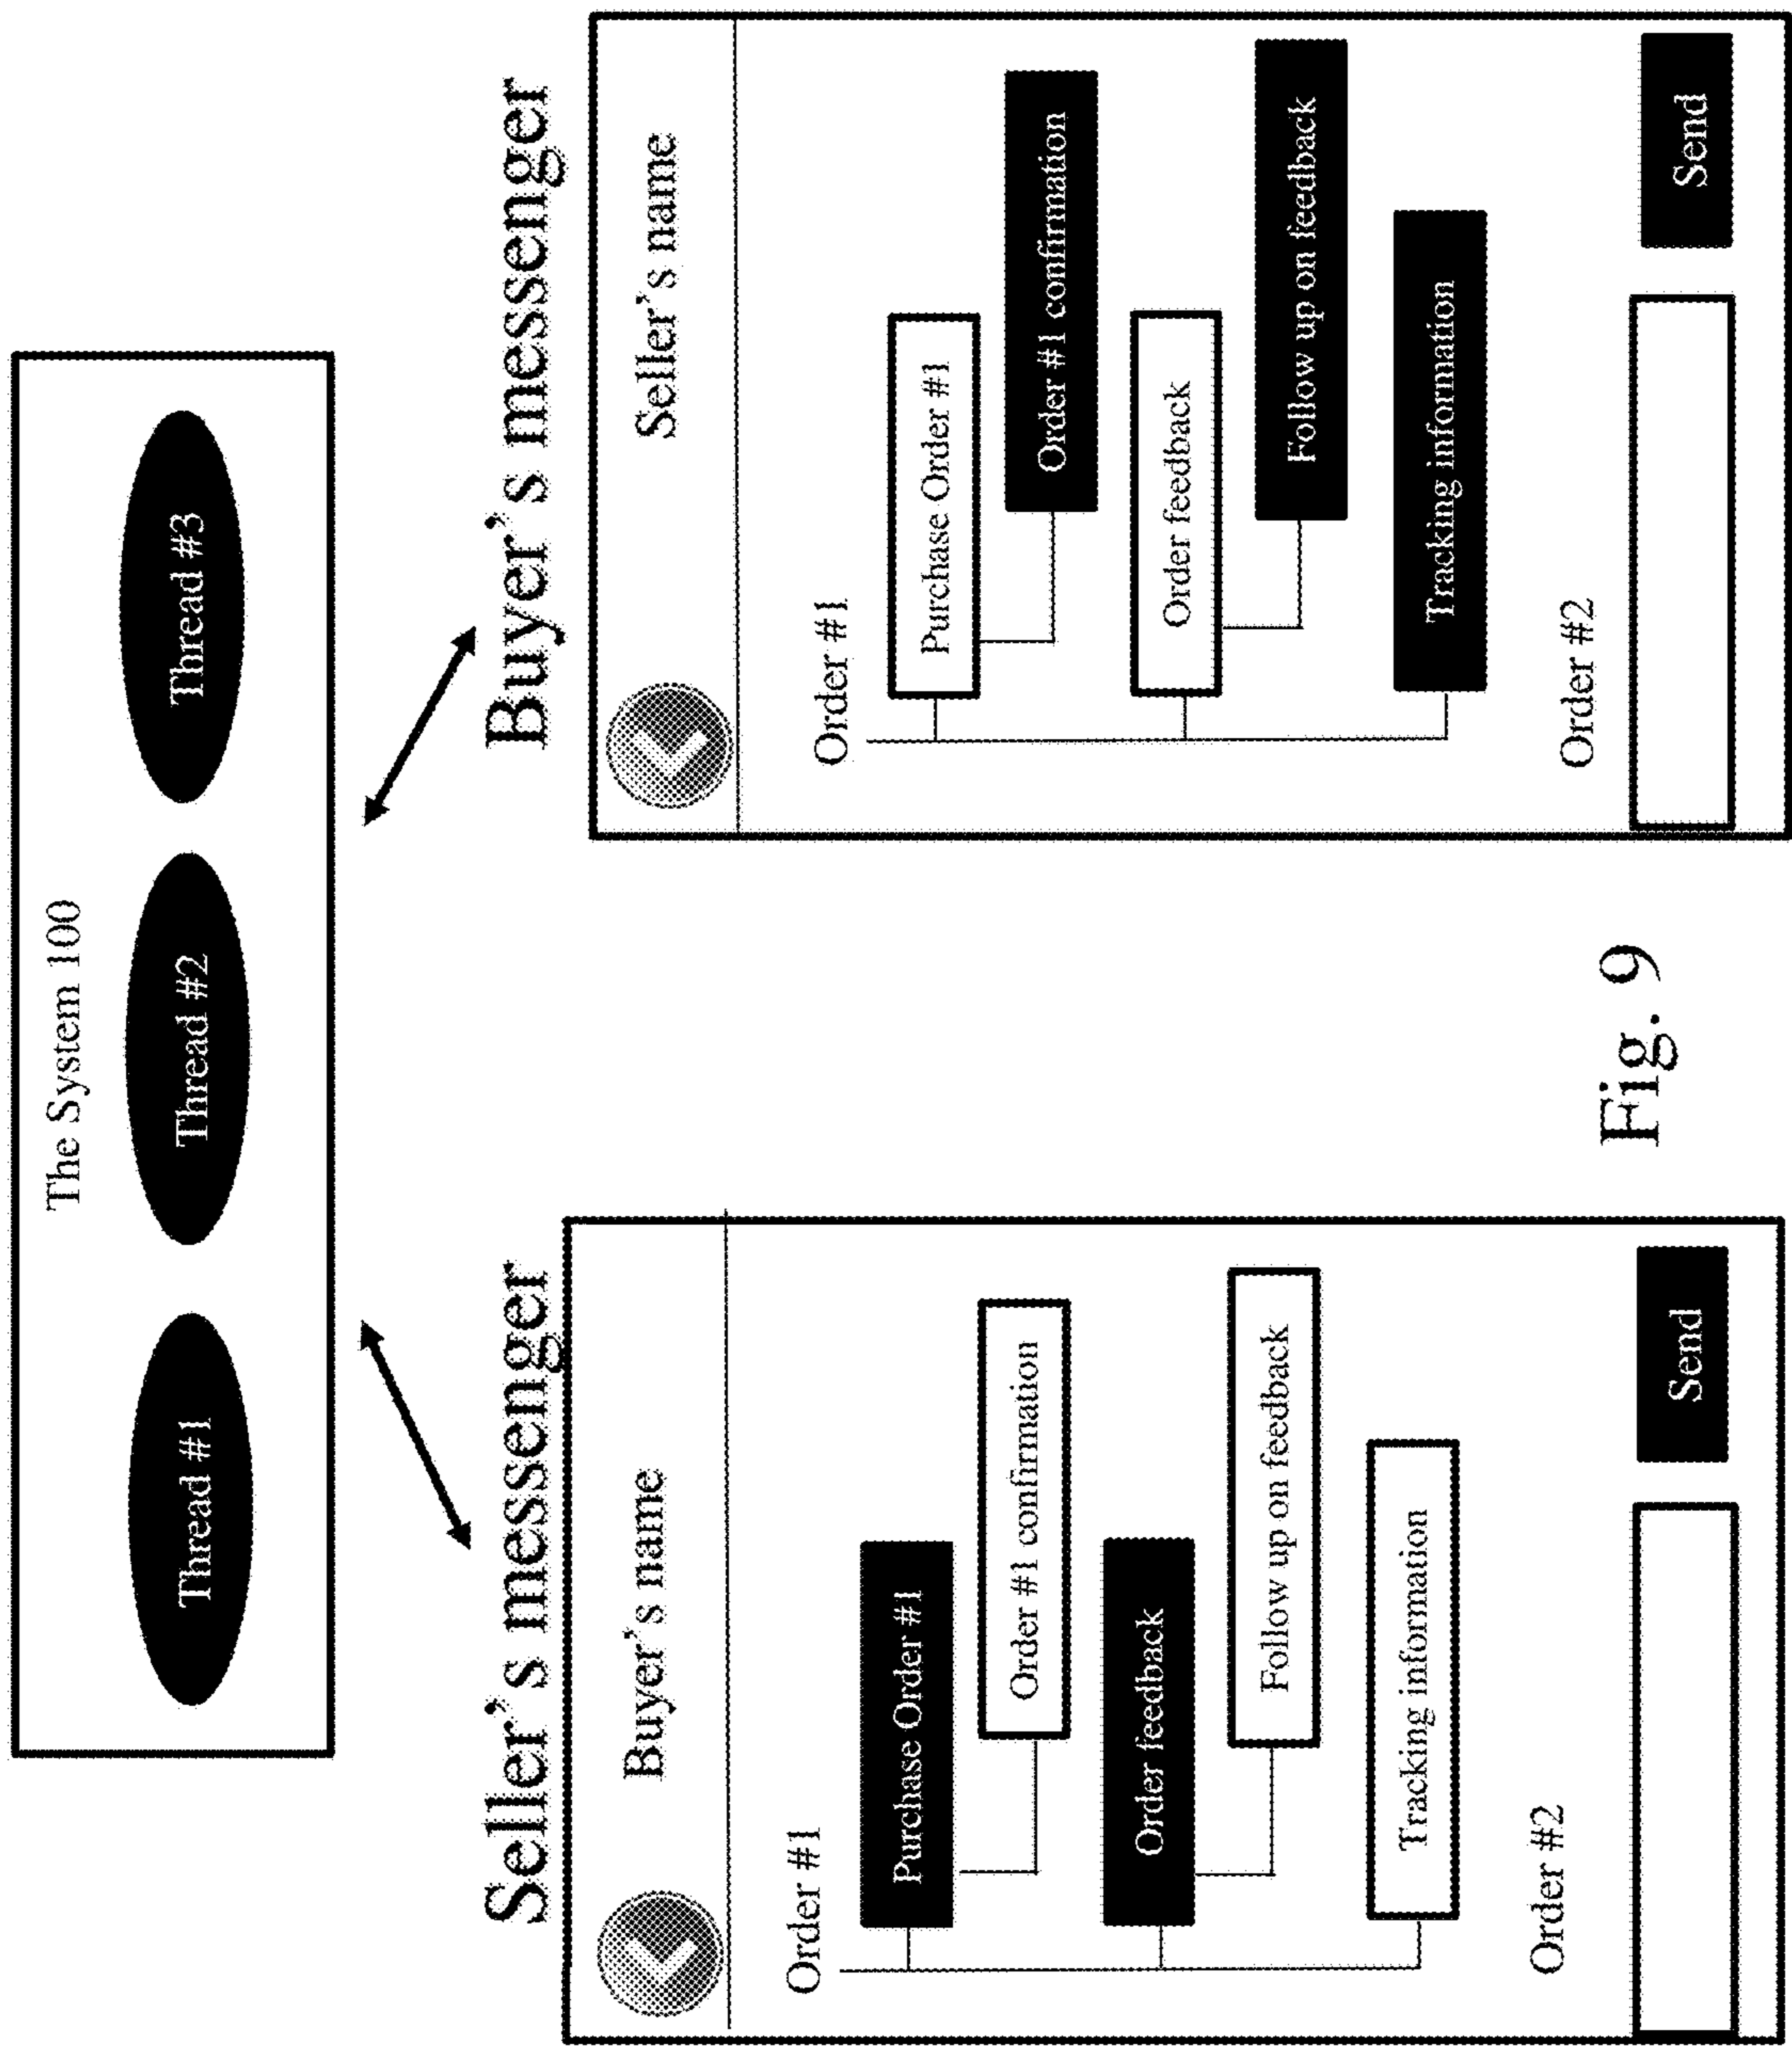 The System 100
Thread #1
Thread #2
Thread #3
Seller's messenger
Buyer's name
Order #1
Purchase Order #1
Order #1 confirmation
Order feedback
Follow up on feedback
Tracking information
Order #2
Send
Buyer's messenger
Seller's name
Order #1
Purchase Order #1
Order #1 confirmation
Order feedback
Follow up on feedback
Tracking information
Order #2
Send
Fig. 9